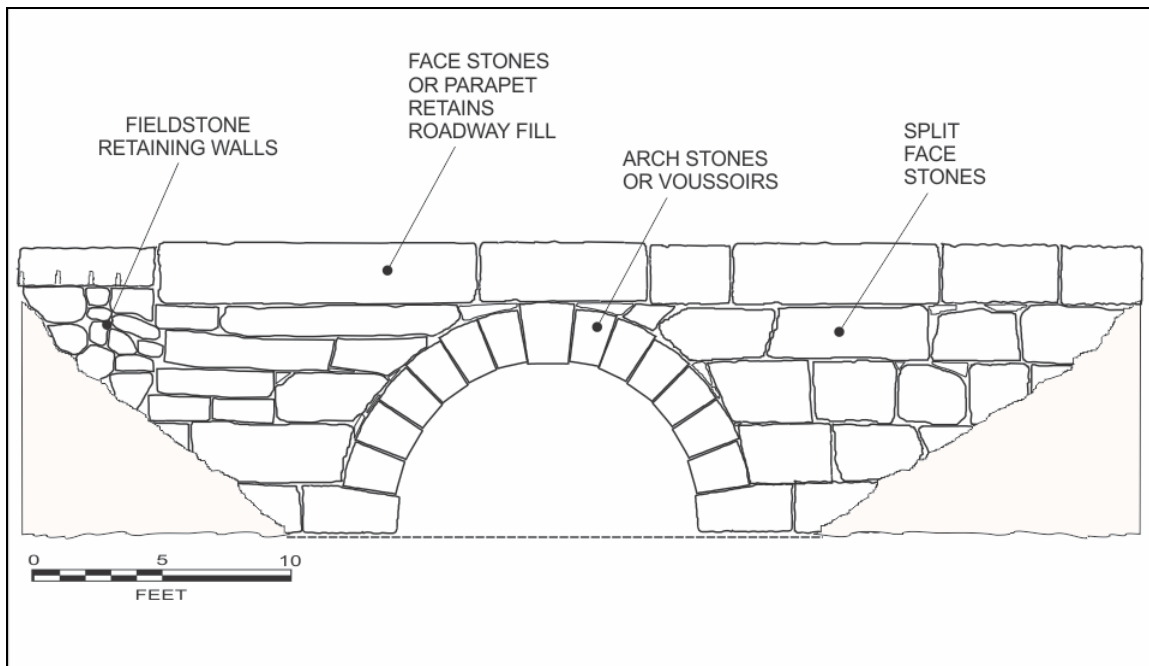 FACE STONES
OR PARAPET
RETAINS
ROADWAY FILL
FIELDSTONE
RETAINING WALLS
ARCH STONES
OR VOUSSOIRS
SPLIT
FACE
STONES
0 5 10
FEET